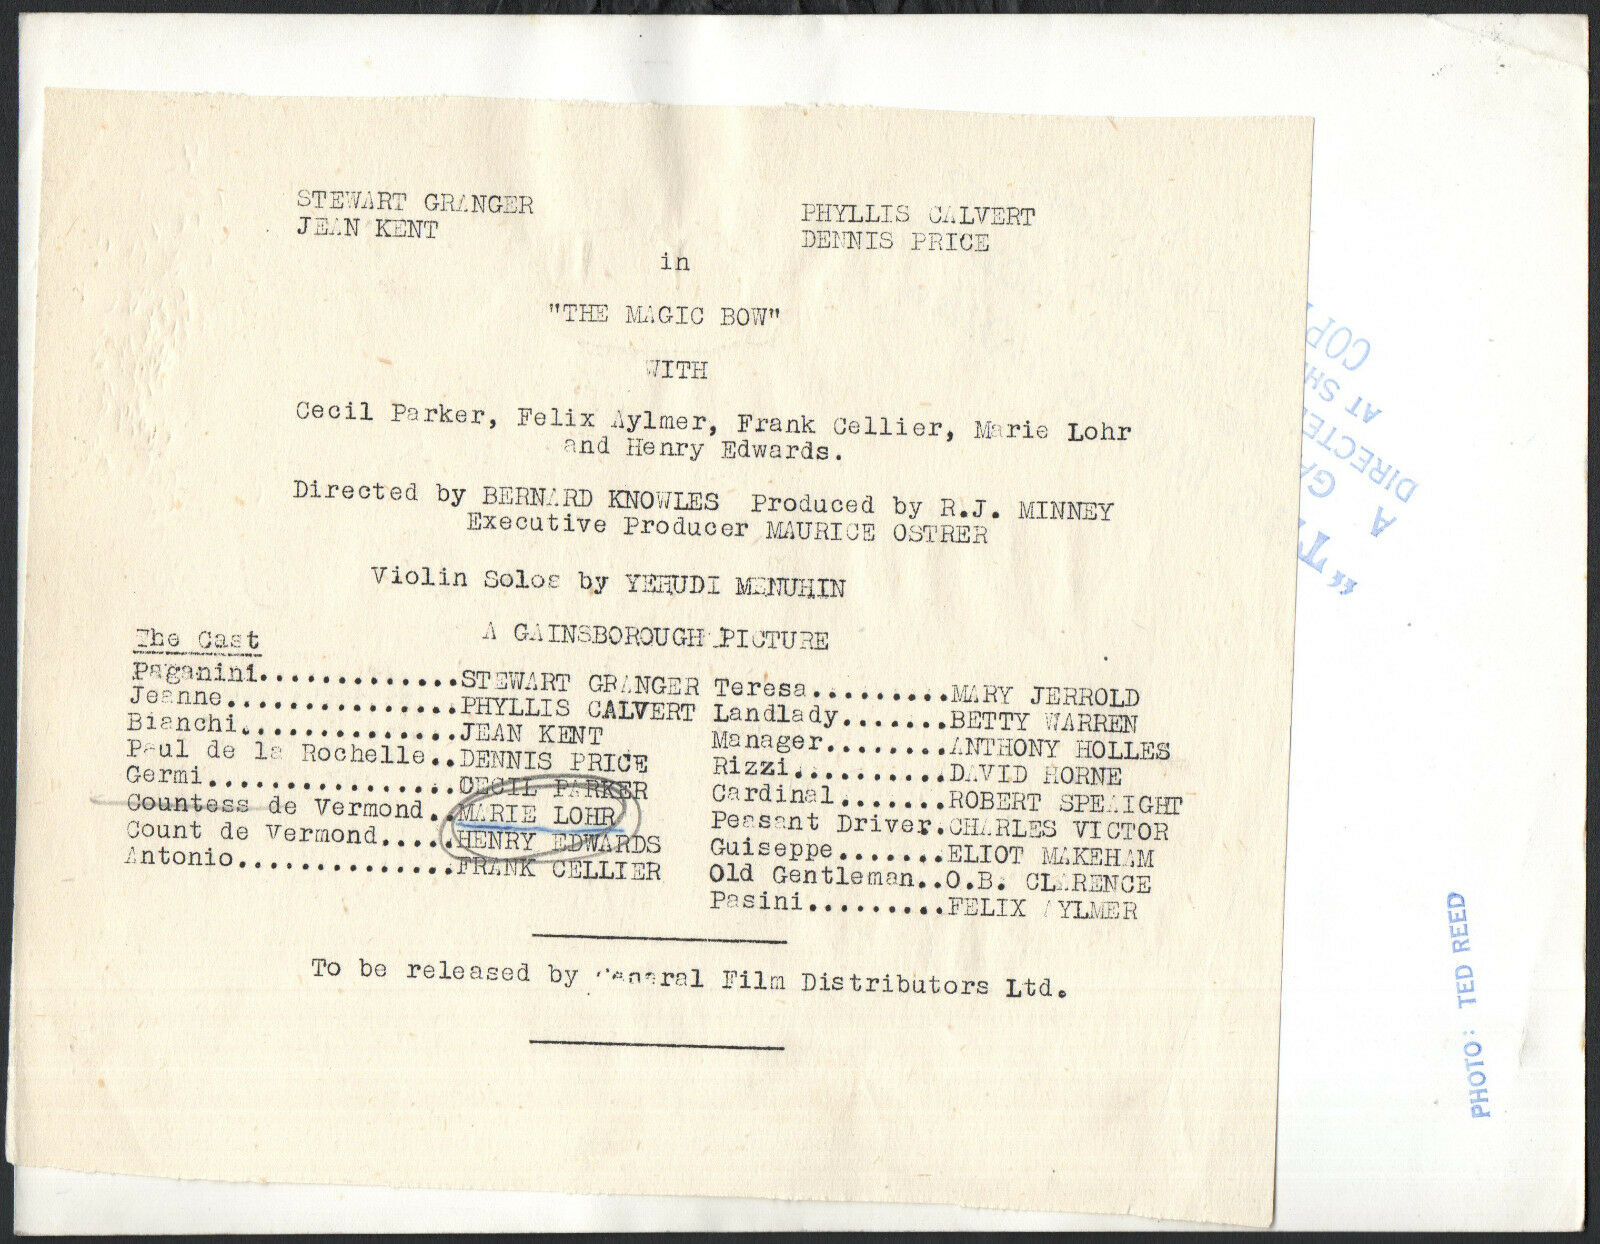 STEWART GRANGER PHYLLIS CALVERT
JEAN KENT DENNIS PRICE
in
"THE MAGIC BOW"
WITH
Cecil Parker, Felix Aylmer, Frank Cellier, Marie Lohr
and Henry Edwards.
Directed by BERNARD KNOWLES Produced by R.J. MINNEY
Executive Producer MAURICE OSTRER
Violin Solos by YEHUDI MENUHIN
A GAINSBOROUGH PICTURE
The Cast
Paganini.............STEWART GRANGER
Jeanne...............PHYLLIS CALVERT
Bianchi..............JEAN KENT
Paul de la Rochelle..DENNIS PRICE
Germi................CECIL PARKER
Countess de Vermond..MARIE LOHR
Count de Vermond.....HENRY EDWARDS
Antonio..............FRANK CELLIER
Teresa.........MARY JERROLD
Landlady.......BETTY WARREN
Manager........ANTHONY HOLLES
Rizzi..........DAVID HORNE
Cardinal.......ROBERT SPEAIGHT
Peasant Driver.CHARLES VICTOR
Guiseppe.......ELIOT MAKEHAM
Old Gentleman..O.B. CLARENCE
Pasini.........FELIX AYLMER
To be released by General Film Distributors Ltd.
A
AT
PHOTO: TED REED